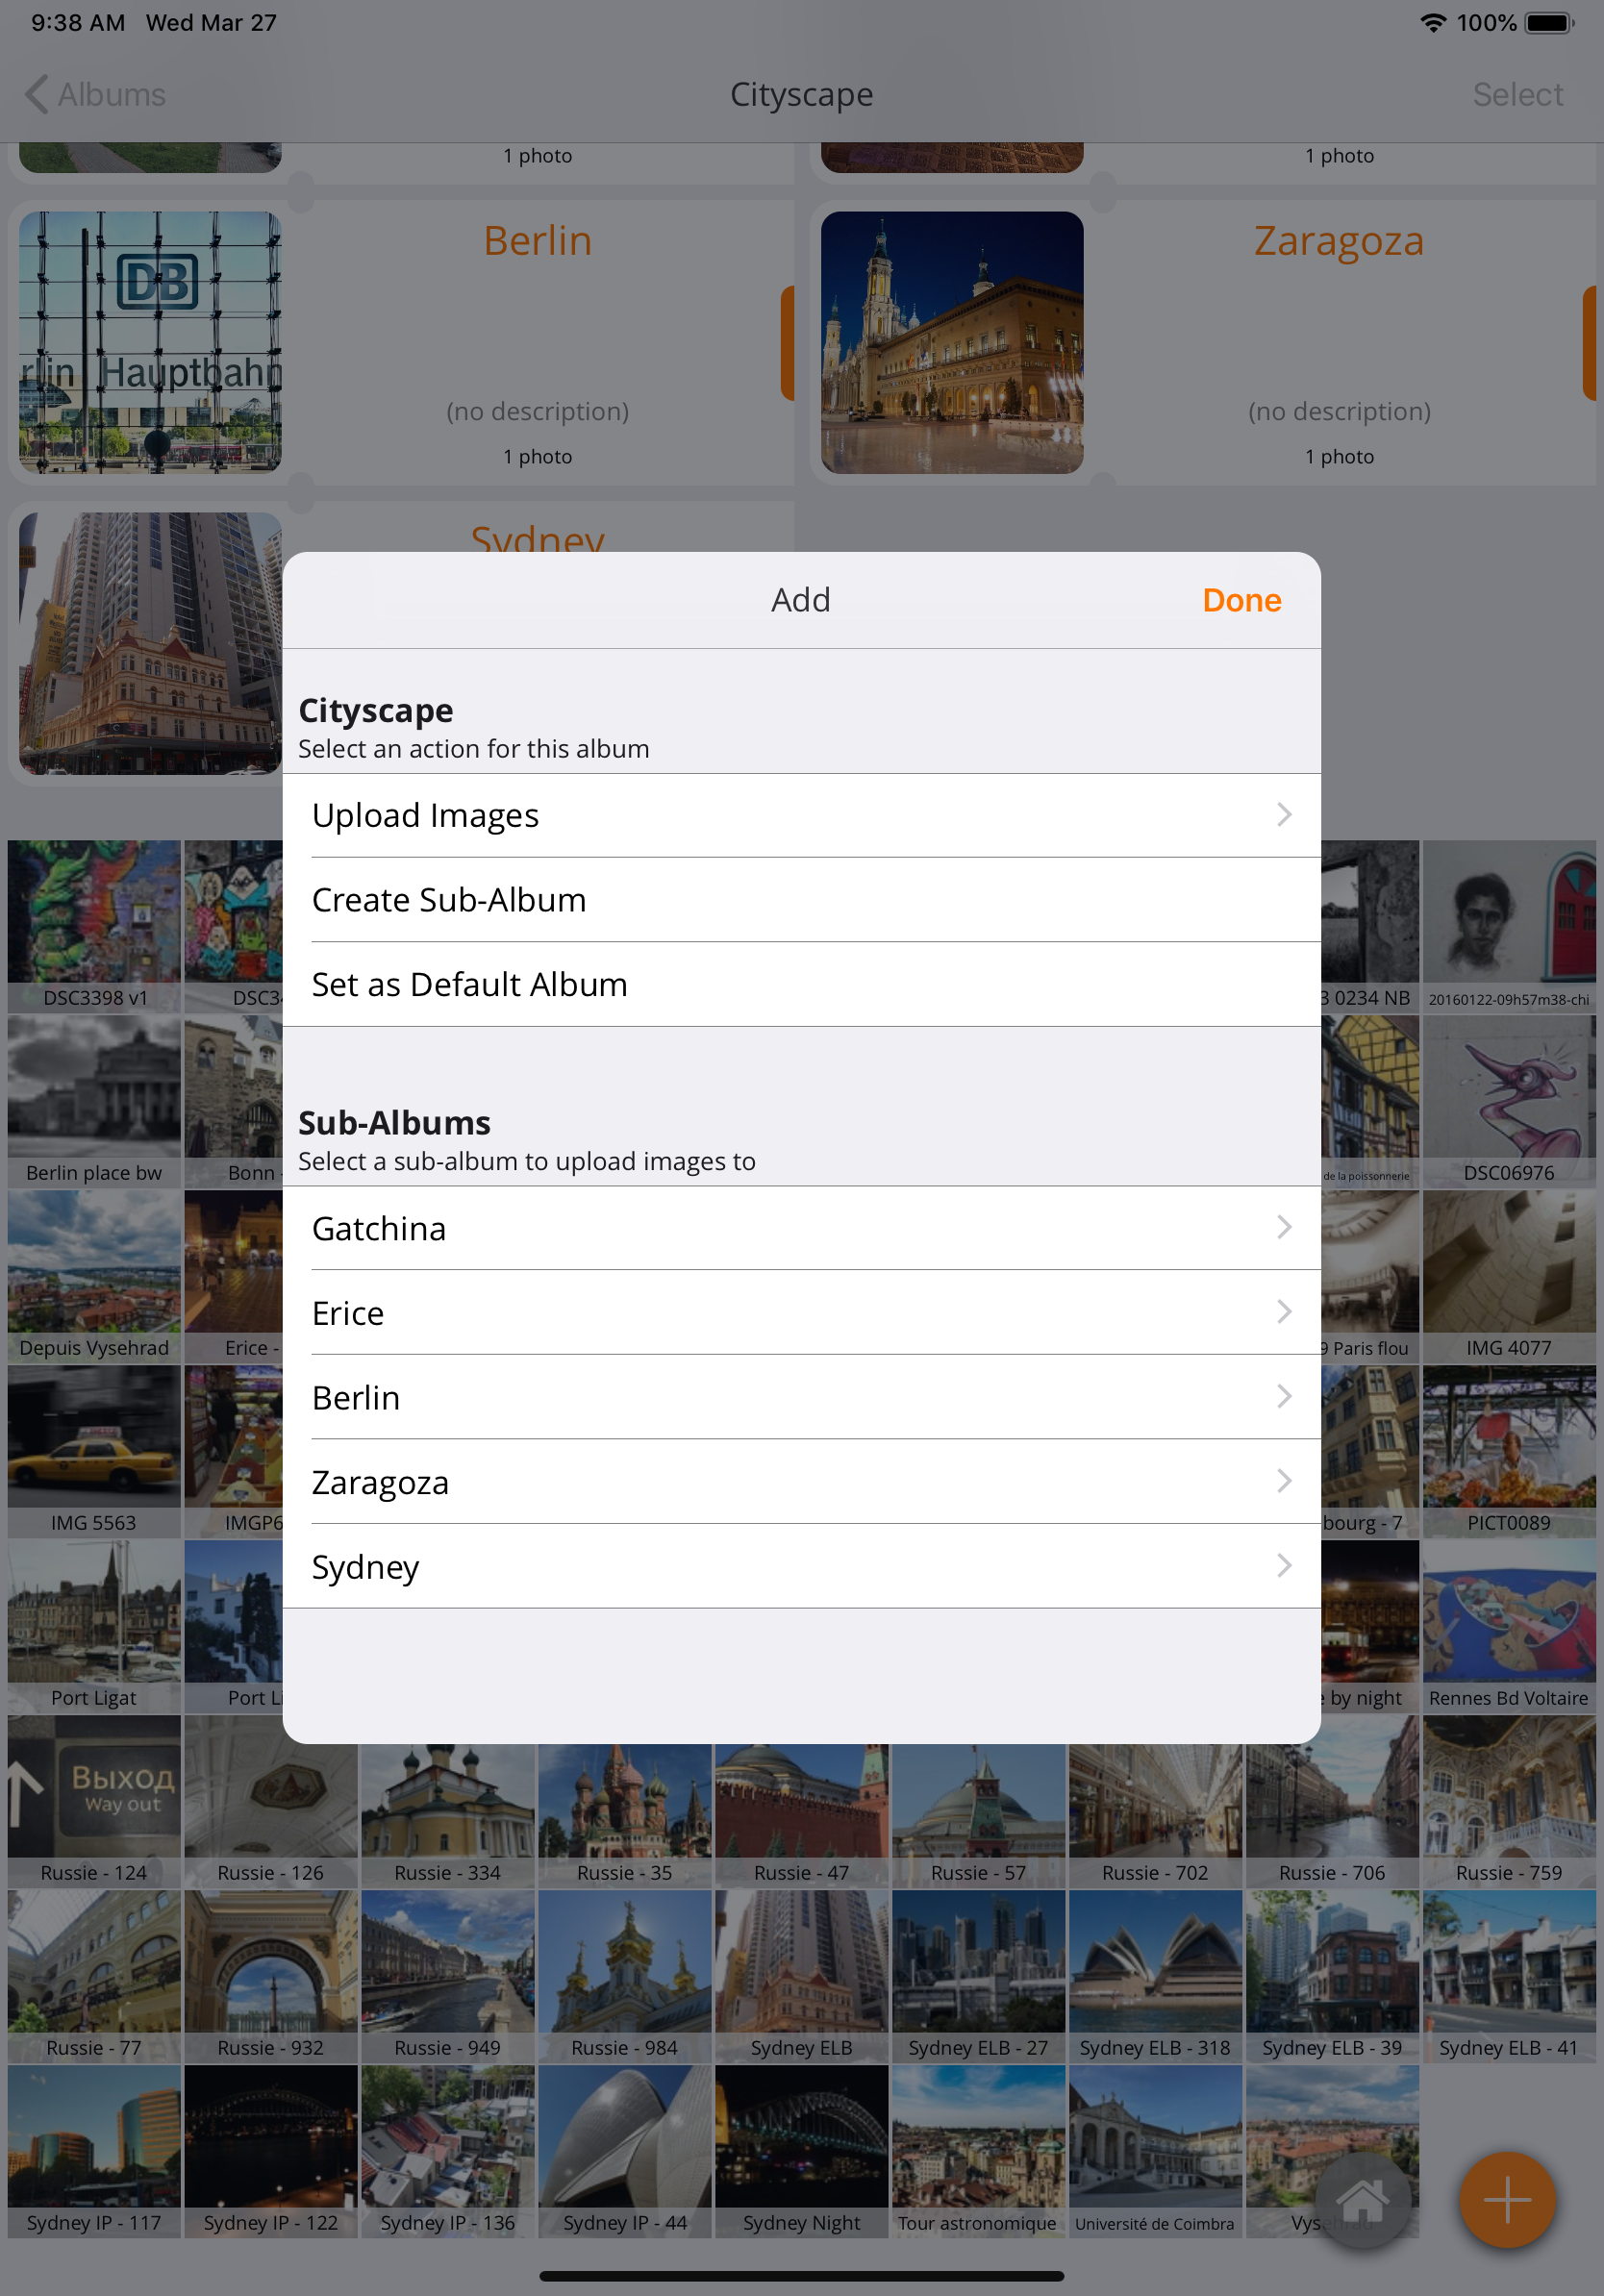 9:38 AM Wed Mar 27
100%
Albums
Cityscape
Select
1 photo
1 photo
DB
Hauptbahn
Berlin
(no description)
1 photo
Zaragoza
(no description)
1 photo
Sydney
Add
Done
Cityscape
Select an action for this album
Upload Images
Create Sub-Album
Set as Default Album
Sub-Albums
Select a sub-album to upload images to
Gatchina
Erice
Berlin
Zaragoza
Sydney
DSC3398 v1
DSC34
3 0234 NB
20160122-09h57m38-chi
Berlin place bw
Bonn -
de la poissonnerie
DSC06976
Depuis Vysehrad
Erice -
9 Paris flou
IMG 4077
IMG 5563
IMGP6
bourg - 7
PICT0089
Port Ligat
Port Li
e by night
Rennes Bd Voltaire
Выход
Way out
Russie - 124
Russie - 126
Russie - 334
Russie - 35
Russie - 47
Russie - 57
Russie - 702
Russie - 706
Russie - 759
Russie - 77
Russie - 932
Russie - 949
Russie - 984
Sydney ELB
Sydney ELB - 27
Sydney ELB - 318
Sydney ELB - 39
Sydney ELB - 41
Sydney IP - 117
Sydney IP - 122
Sydney IP - 136
Sydney IP - 44
Sydney Night
Tour astronomique
Université de Coimbra
Vysehrad